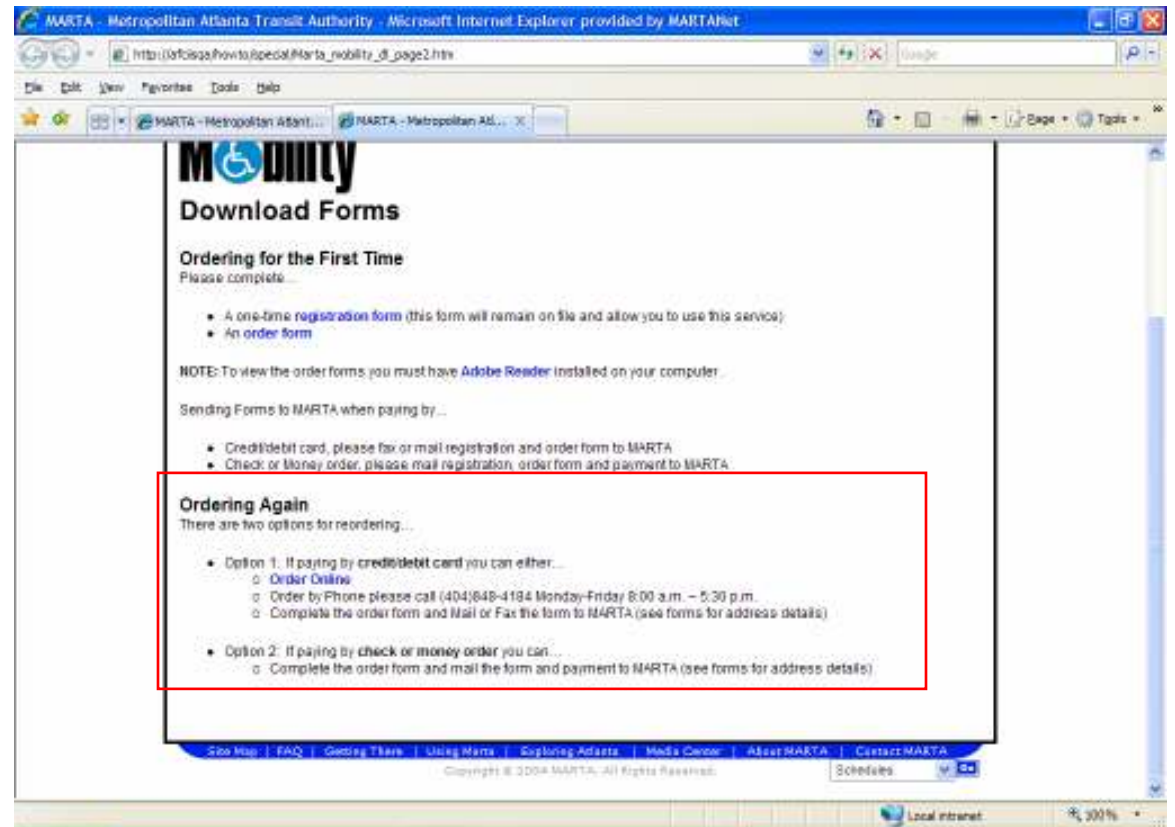 MARTA - Metropolitan Atlanta Transit Authority - Microsoft Internet Explorer provided by MARTANet
Google
File Edit View Favorites Tools Help
MARTA - Metropolitan Atlant... MARTA - Metropolitan Atl... Page Tools
Mobility
Download Forms
Ordering for the First Time
Please complete...
• A one-time registration form (this form will remain on file and allow you to use this service)
• An order form
NOTE: To view the order forms you must have Adobe Reader installed on your computer.
Sending Forms to MARTA when paying by...
• Credit/debit card, please fax or mail registration and order form to MARTA
• Check or Money order, please mail registration, order form and payment to MARTA
Ordering Again
There are two options for reordering...
• Option 1: If paying by credit/debit card you can either...
o Order Online
o Order by Phone please call (404)848-4184 Monday-Friday 8:00 a.m. – 5:30 p.m.
o Complete the order form and Mail or Fax the form to MARTA (see forms for address details)
• Option 2: If paying by check or money order you can...
o Complete the order form and mail the form and payment to MARTA (see forms for address details)
Site Map | FAQ | Getting There | Using Marta | Exploring Atlanta | Media Center | About MARTA | Contact MARTA
Copyright © 2004 MARTA. All Rights Reserved.
Schedules
Local intranet 100%